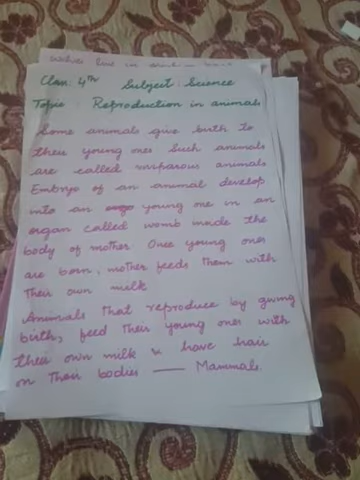 Class: 4th Subject: Science
Topic Reproduction in animals
Some animals give birth to
their young ones Such animals
are called viviparous animals
Embryo of an animal develop
into an young one in an
organ called womb inside the
body of mother Once young ones
are born, mother feeds them with
their own milk
Animals that reproduce by giving
birth, feed their young ones with
their own milk & have hair
on their bodies — Mammals.